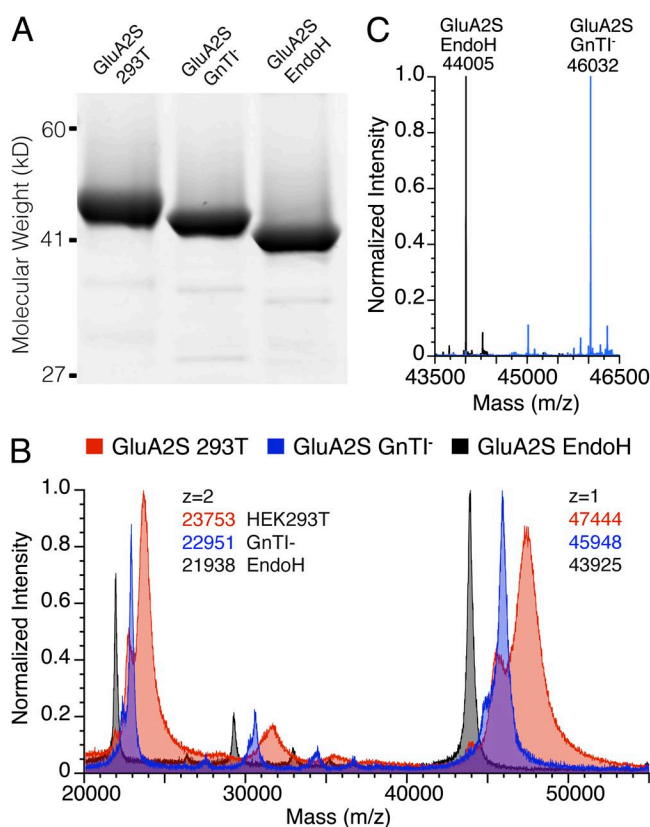 A
GluA2S
293T
GluA2S
GnTI-
GluA2S
EndoH
Molecular Weight (kD)
60
41
27
C
GluA2S
EndoH
44005
GluA2S
GnTI-
46032
Normalized Intensity
1.0
0.8
0.6
0.4
0.2
0
43500
45000
46500
Mass (m/z)
B
GluA2S 293T
GluA2S GnTI-
GluA2S EndoH
Normalized Intensity
1.0
0.8
0.6
0.4
0.2
0
z=2
23753 HEK293T
22951 GnTI-
21938 EndoH
z=1
47444
45948
43925
20000
30000
40000
50000
Mass (m/z)